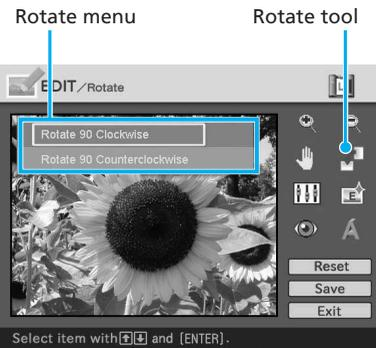 Rotate menu Rotate tool
EDIT/Rotate
Rotate 90 Clockwise
Rotate 90 Counterclockwise
Reset
Save
Exit
Select item with and [ENTER].